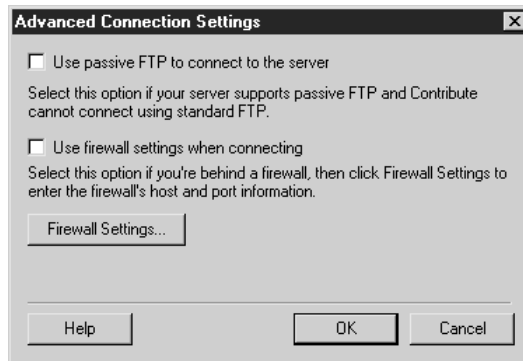 Advanced Connection Settings
Use passive FTP to connect to the server
Select this option if your server supports passive FTP and Contribute
cannot connect using standard FTP.
Use firewall settings when connecting
Select this option if you're behind a firewall, then click Firewall Settings to
enter the firewall's host and port information.
Firewall Settings...
Help
OK
Cancel